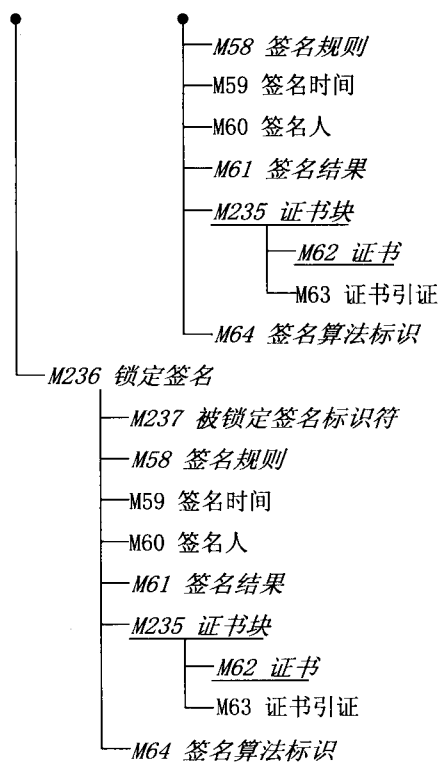 M58 签名规则
M59 签名时间
M60 签名人
M61 签名结果
M235 证书块
M62 证书
M63 证书引证
M64 签名算法标识
M236 锁定签名
M237 被锁定签名标识符
M58 签名规则
M59 签名时间
M60 签名人
M61 签名结果
M235 证书块
M62 证书
M63 证书引证
M64 签名算法标识